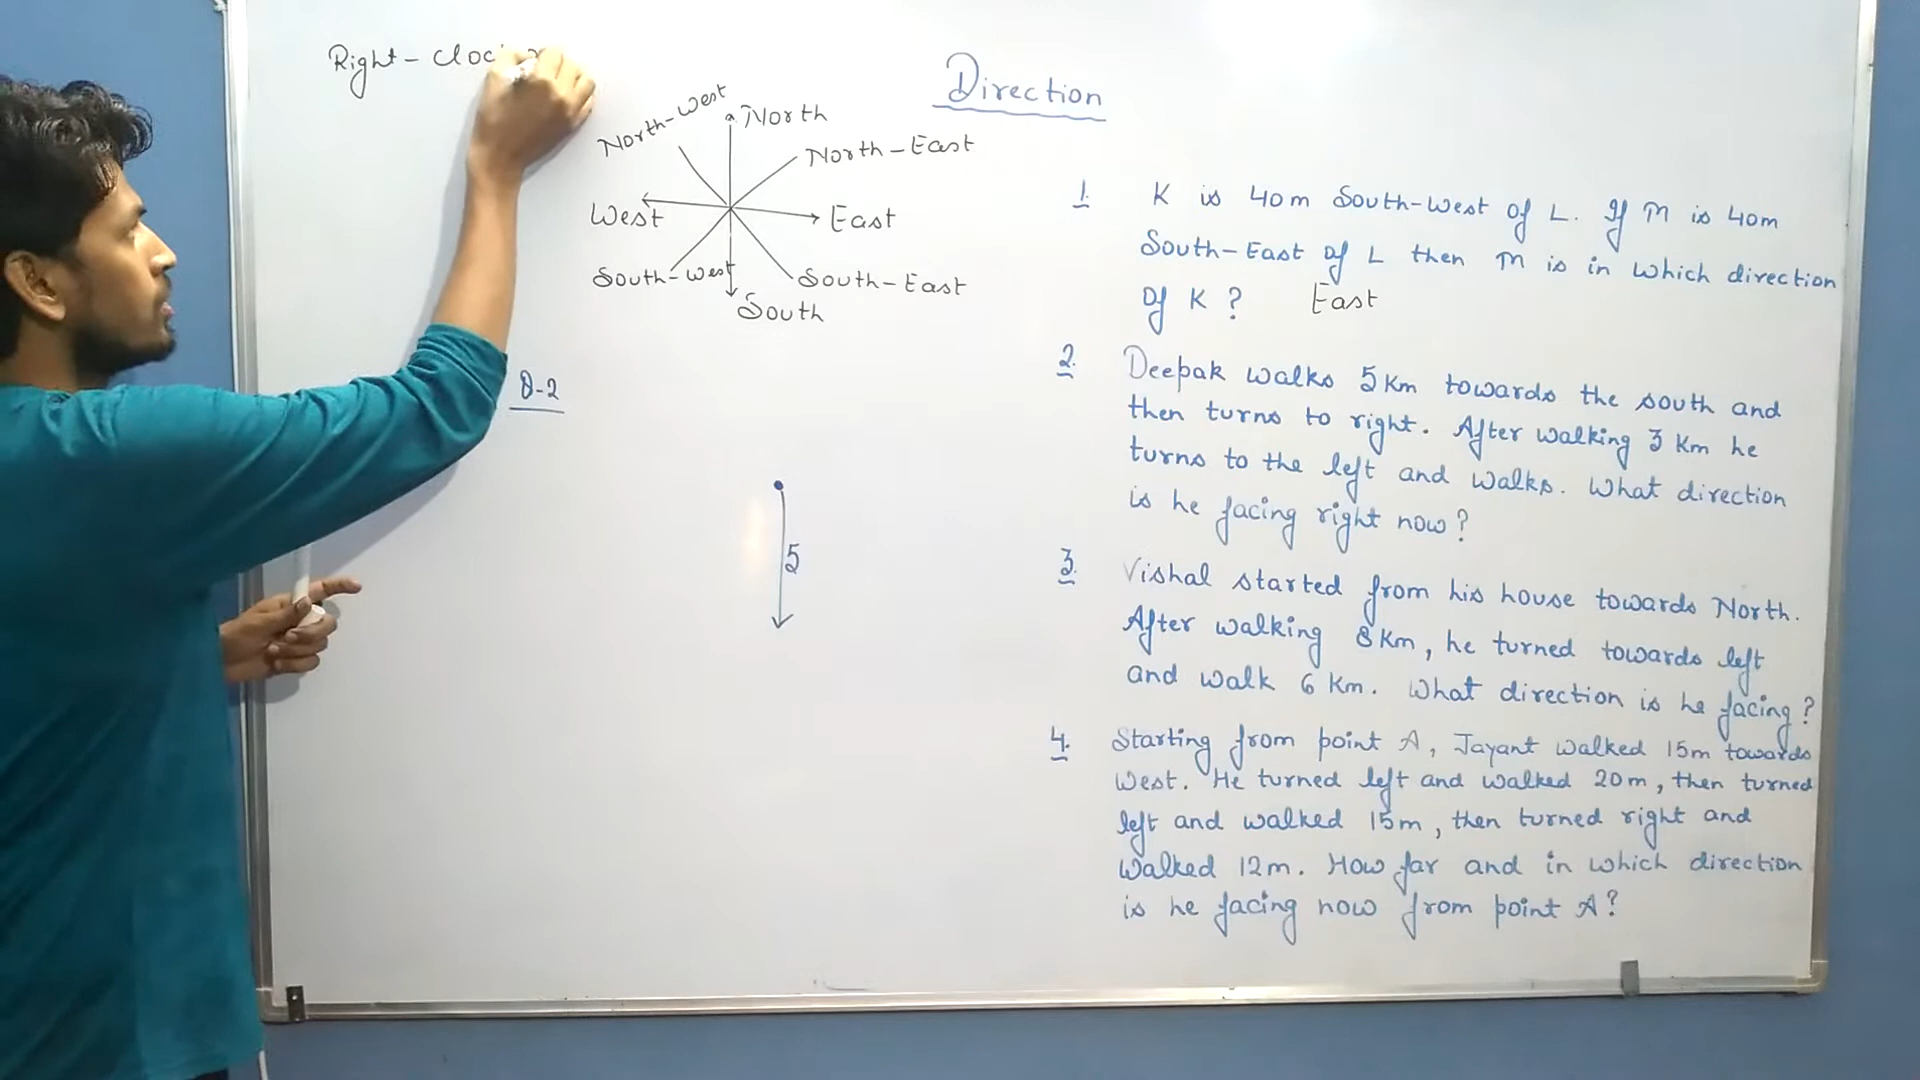 Right - Cloc
Direction
North-West
North
North-East
West
East
South-West
South-East
South
Q-2
5
1. K is 40m South-West of L. If M is 40m
South-East of L then M is in which direction
of K ? East
2. Deepak walks 5 Km towards the south and
then turns to right. After walking 3 Km he
turns to the left and walks. What direction
is he facing right now?
3. Vishal started from his house towards North.
After walking 8 Km, he turned towards left
and walk 6 Km. What direction is he facing?
4. Starting from point A, Jayant walked 15m towards
West. He turned left and walked 20m, then turned
left and walked 15m, then turned right and
walked 12m. How far and in which direction
is he facing now from point A?